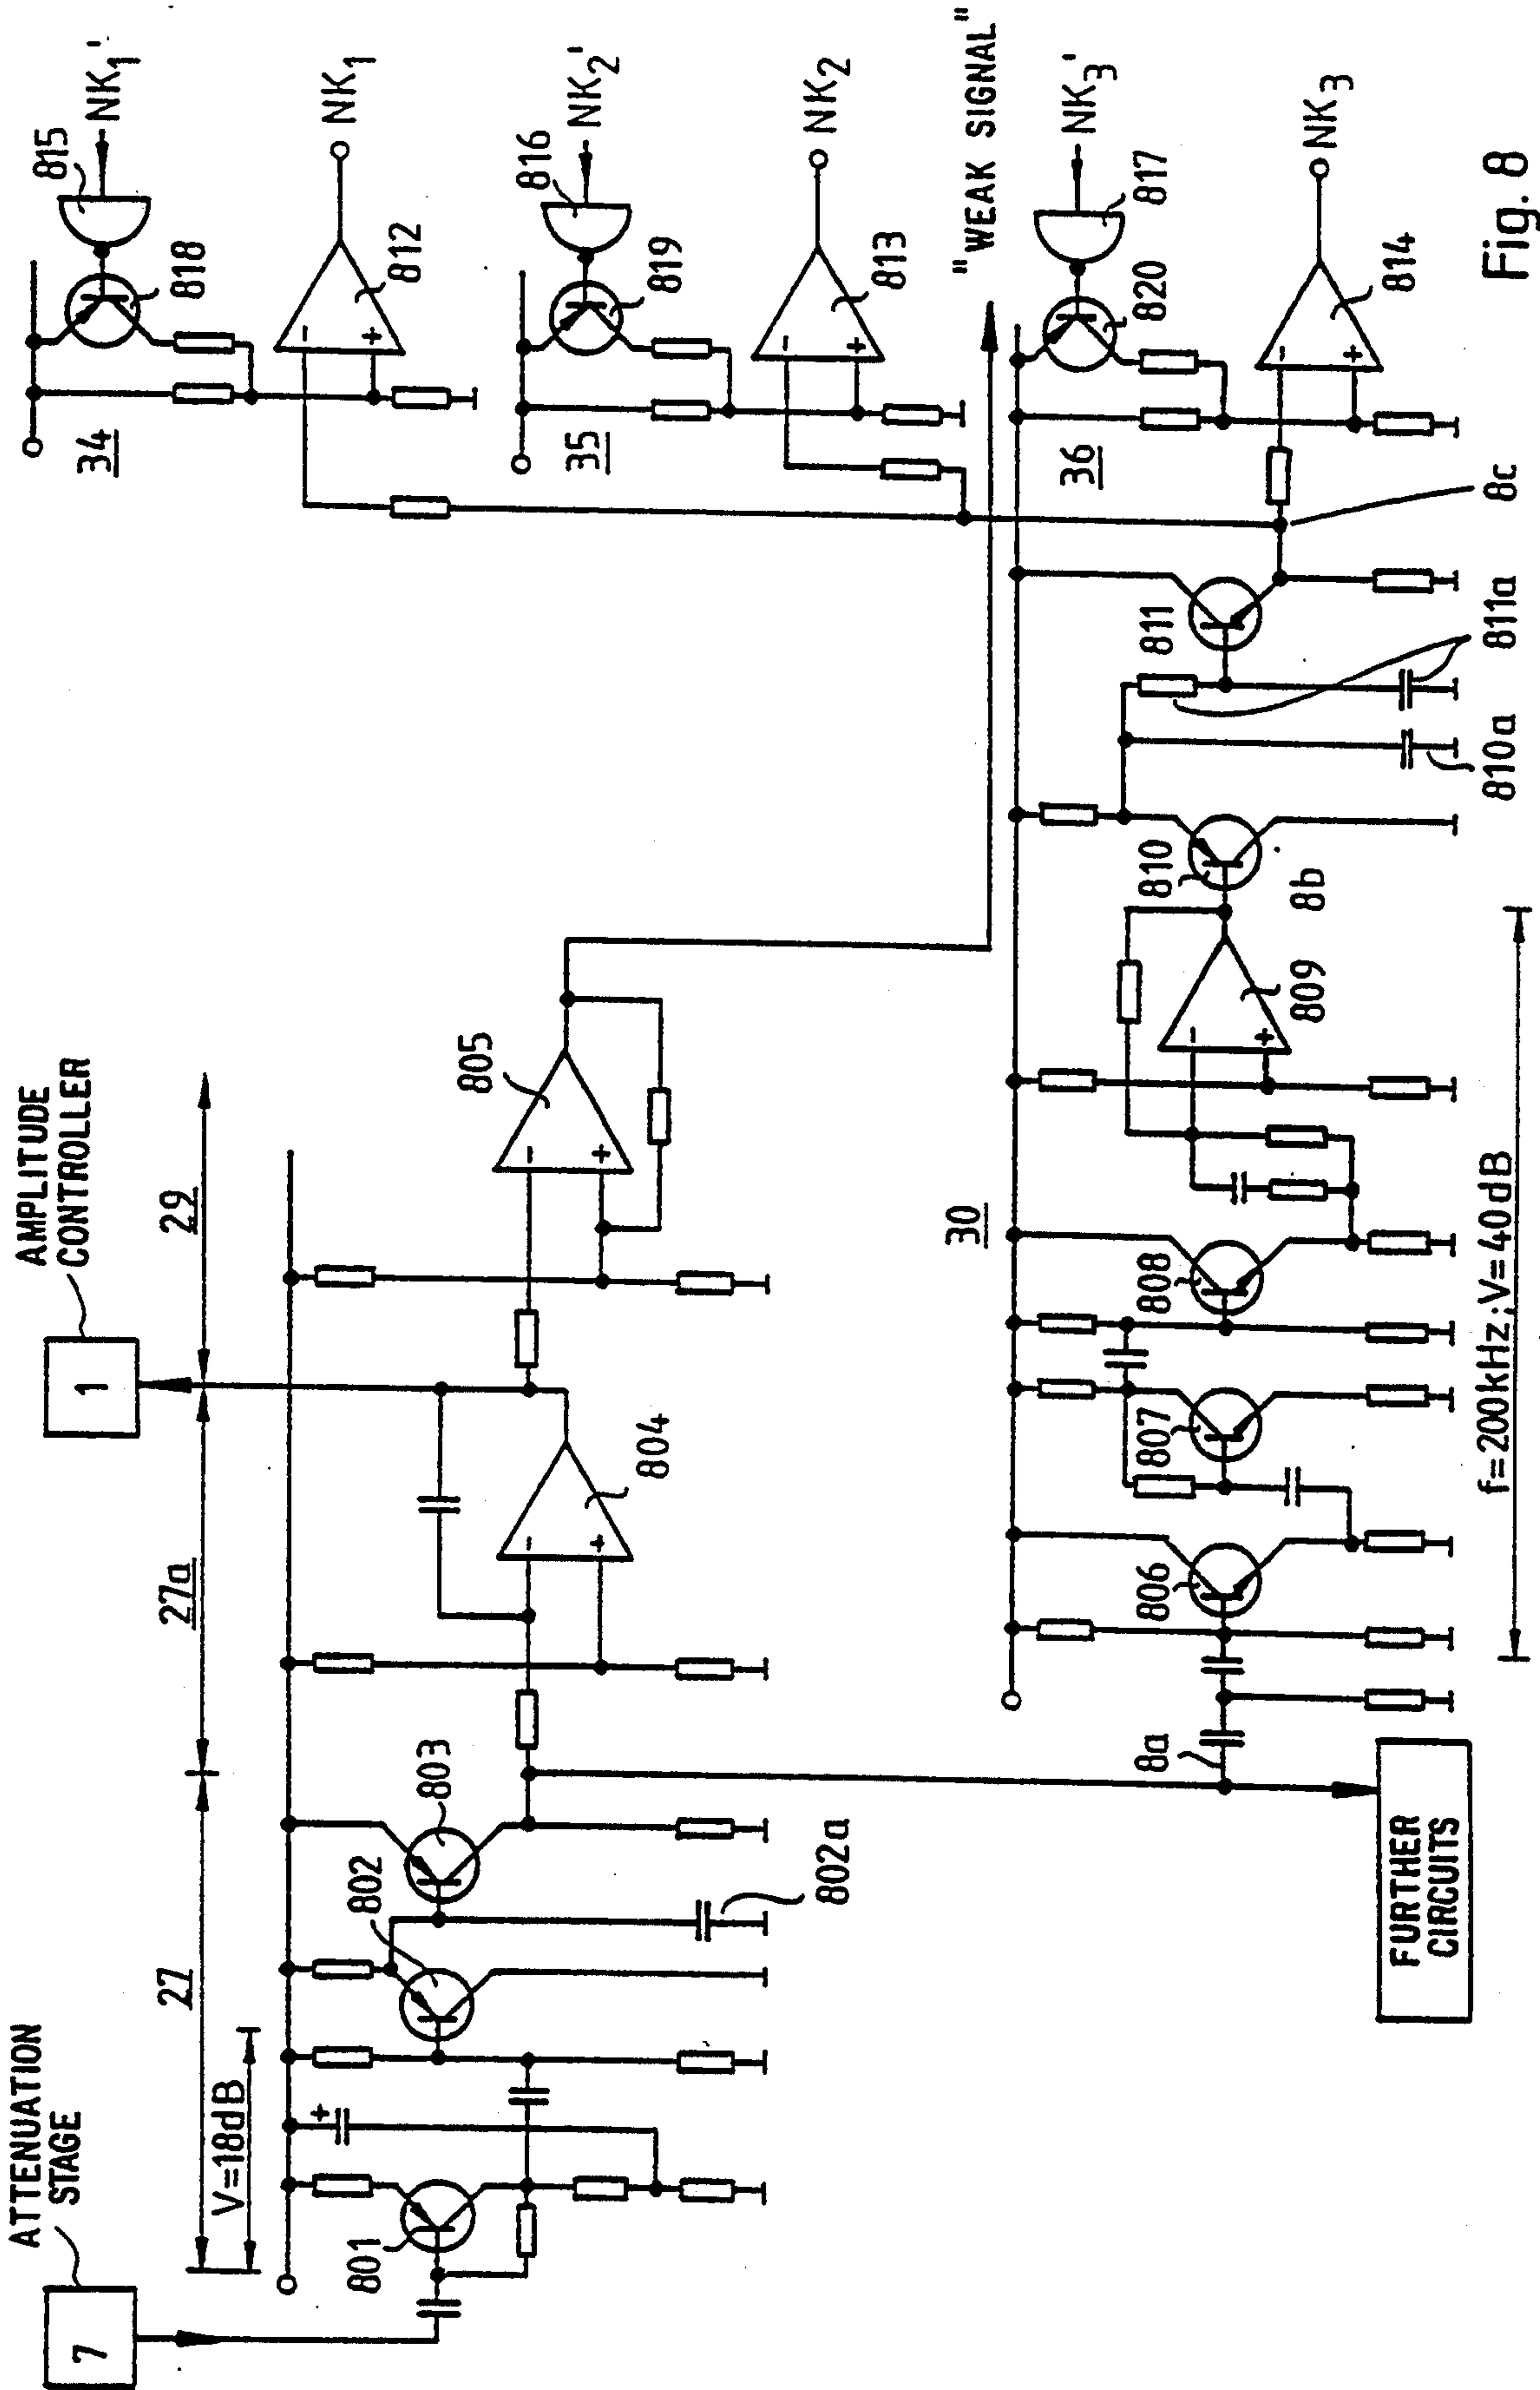 ATTENUATION
STAGE
7
27
V=18dB
801
802
803
802a
27a
AMPLITUDE
CONTROLLER
1
29
804
805
"WEAK SIGNAL"
34
815
NK1'
818
NK1
812
35
816
NK2'
819
NK2
813
36
817
NK3'
820
NK3
814
30
8a
806
807
808
809
8b
810
810a
811
811a
8c
f=200kHz; V=40dB
FURTHER
CIRCUITS
- +
- +
- +
- +
- +
- +
+
Fig. 8